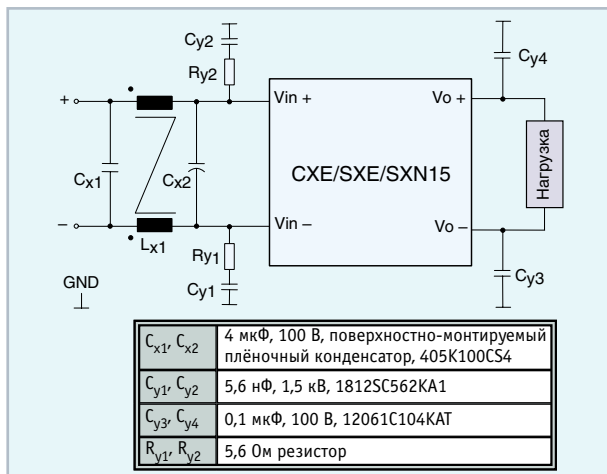 Cy2
Ry2
Cy4
+
Vin +
Vo +
Cx1
Cx2
CXE/SXE/SXN15
Нагрузка
−
Vin −
Vo −
Lx1
Ry1
Cy1
Cy3
GND
Cx1, Cx2
4 мкФ, 100 В, поверхностно-монтируемый
плёночный конденсатор, 405K100CS4
Cy1, Cy2
5,6 нФ, 1,5 кВ, 1812SC562KA1
Cy3, Cy4
0,1 мкФ, 100 В, 12061C104KAT
Ry1, Ry2
5,6 Ом резистор